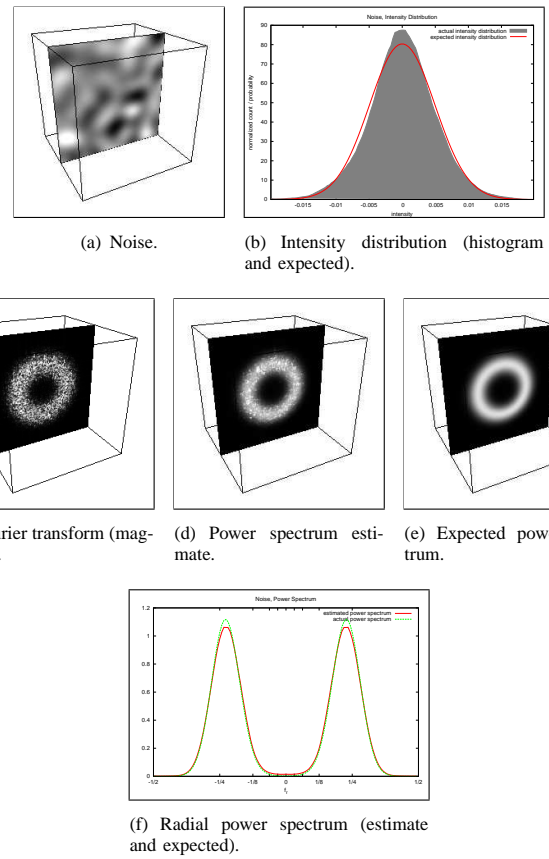 Noise, Intensity Distribution
actual intensity distribution
expected intensity distribution
normalized count / probability
90
80
70
60
50
40
30
20
10
0
-0.015 -0.01 -0.005 0 0.005 0.01 0.015
intensity
(a) Noise.
(b) Intensity distribution (histogram
and expected).
urier transform (mag-
(d) Power spectrum esti-
mate.
(e) Expected pow
trum.
Noise, Power Spectrum
estimated power spectrum
actual power spectrum
1.2
1
0.8
0.6
0.4
0.2
0
-1/2 -1/4 -1/8 0 1/8 1/4 1/2
(f) Radial power spectrum (estimate
and expected).